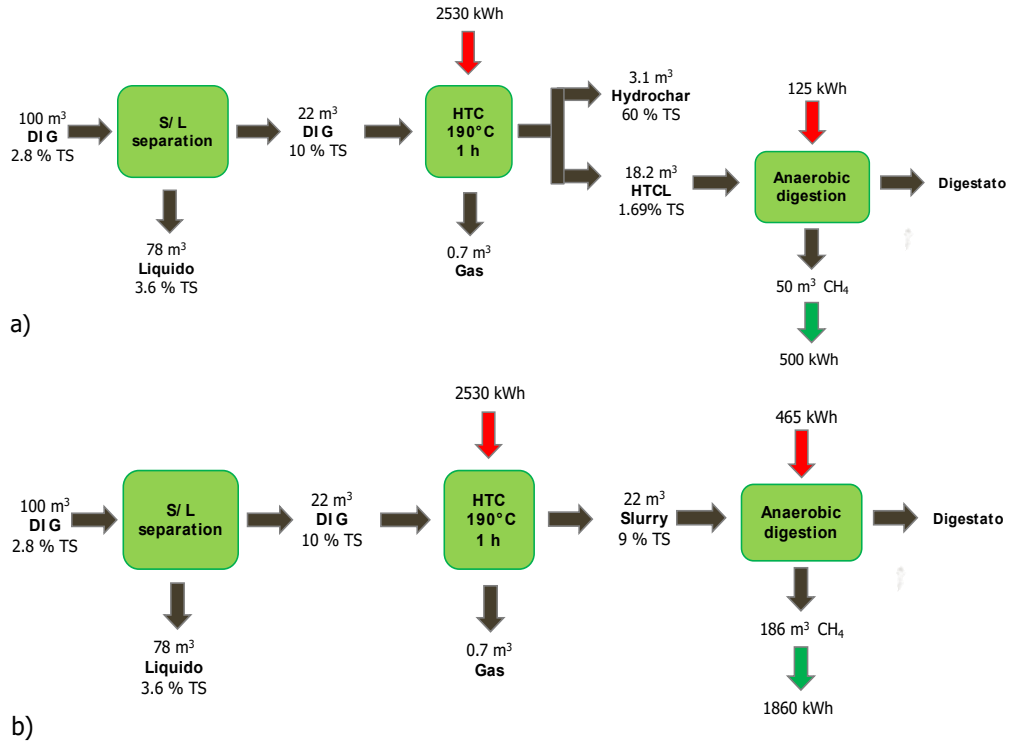 2530 kWh
100 m³
DIG
2.8 % TS
S/L
separation
22 m³
DIG
10 % TS
HTC
190°C
1 h
3.1 m³
Hydrochar
60 % TS
18.2 m³
HTCL
1.69% TS
125 kWh
Anaerobic
digestion
Digestato
78 m³
Liquido
3.6 % TS
0.7 m³
Gas
50 m³ CH₄
500 kWh
a)
2530 kWh
465 kWh
100 m³
DIG
2.8 % TS
S/L
separation
22 m³
DIG
10 % TS
HTC
190°C
1 h
22 m³
Slurry
9 % TS
Anaerobic
digestion
Digestato
78 m³
Liquido
3.6 % TS
0.7 m³
Gas
186 m³ CH₄
1860 kWh
b)